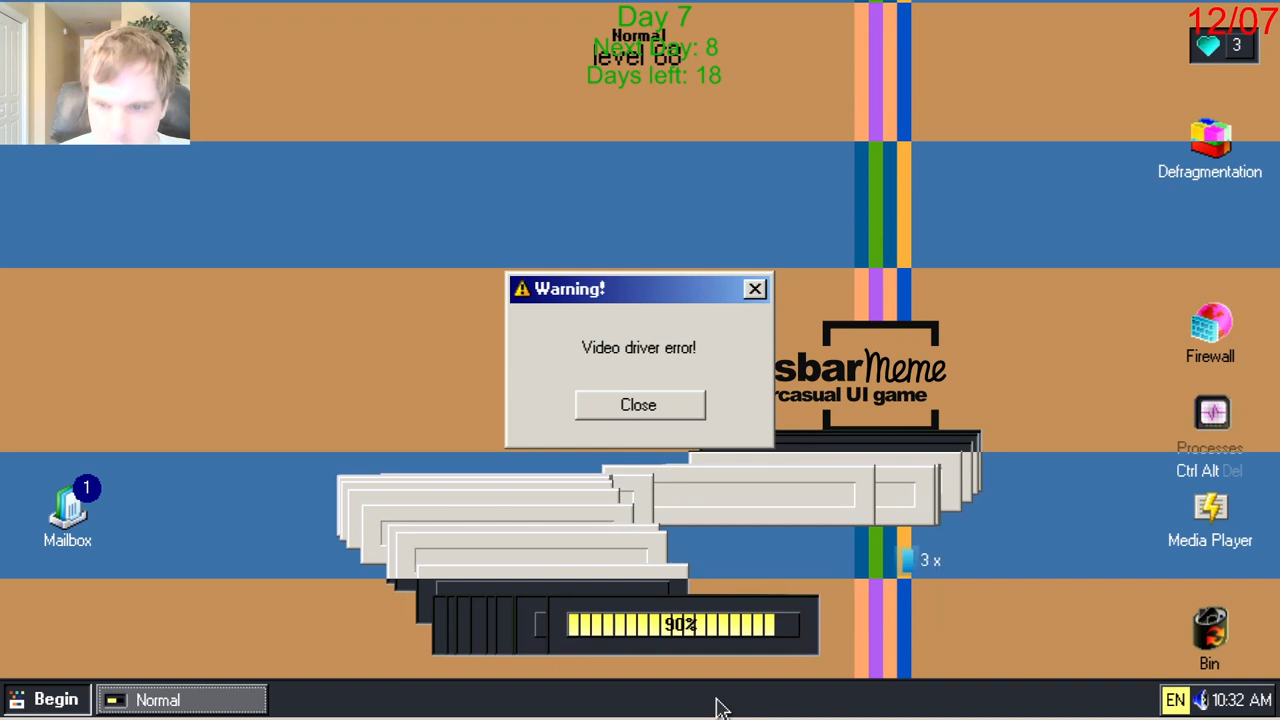 Day 7
Normal
Next Day: 8
level 68
Days left: 18
12/07
3
Defragmentation
Warning!
Video driver error!
Close
sbarMeme
rcasual UI game
Firewall
Processes
Ctrl Alt Del
1
Mailbox
Media Player
3 x
90%
Bin
Begin
Normal
EN
10:32 AM